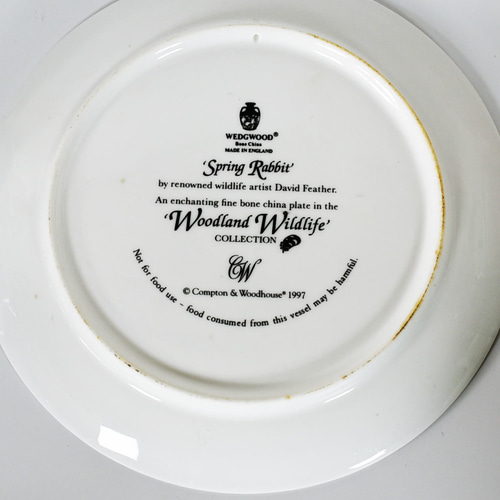 WEDGWOOD®
Bone China
MADE IN ENGLAND
'Spring Rabbit'
by renowned wildlife artist David Feather.
An enchanting fine bone china plate in the
'Woodland Wildlife'
COLLECTION
CW
© Compton & Woodhouse® 1997
Not for food use - food consumed from this vessel may be harmful.